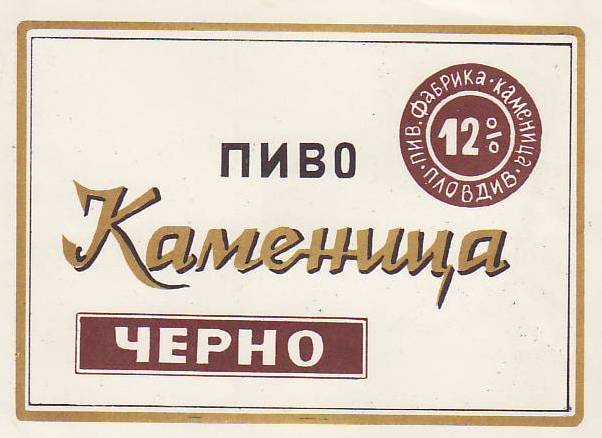 ПИВО
Каменица
ЧЕРНО
ПИВ. ФАБРИКА · КАМЕНИЦА · ПЛОВДИВ ·
12%